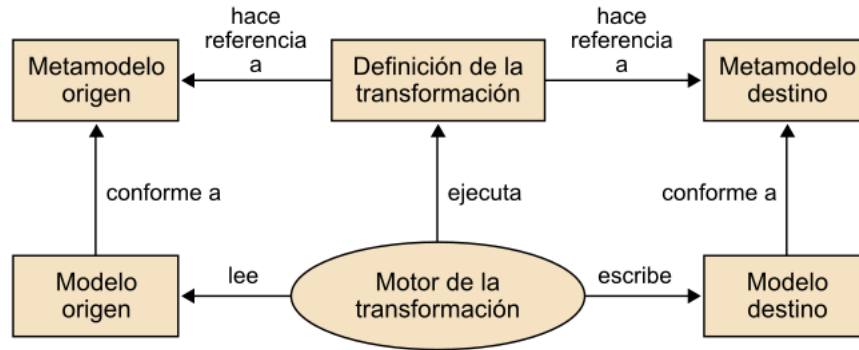 hace
referencia
a
hace
referencia
a
Metamodelo
origen
Definición de la
transformación
Metamodelo
destino
conforme a
ejecuta
conforme a
Modelo
origen
lee
Motor de la
transformación
escribe
Modelo
destino